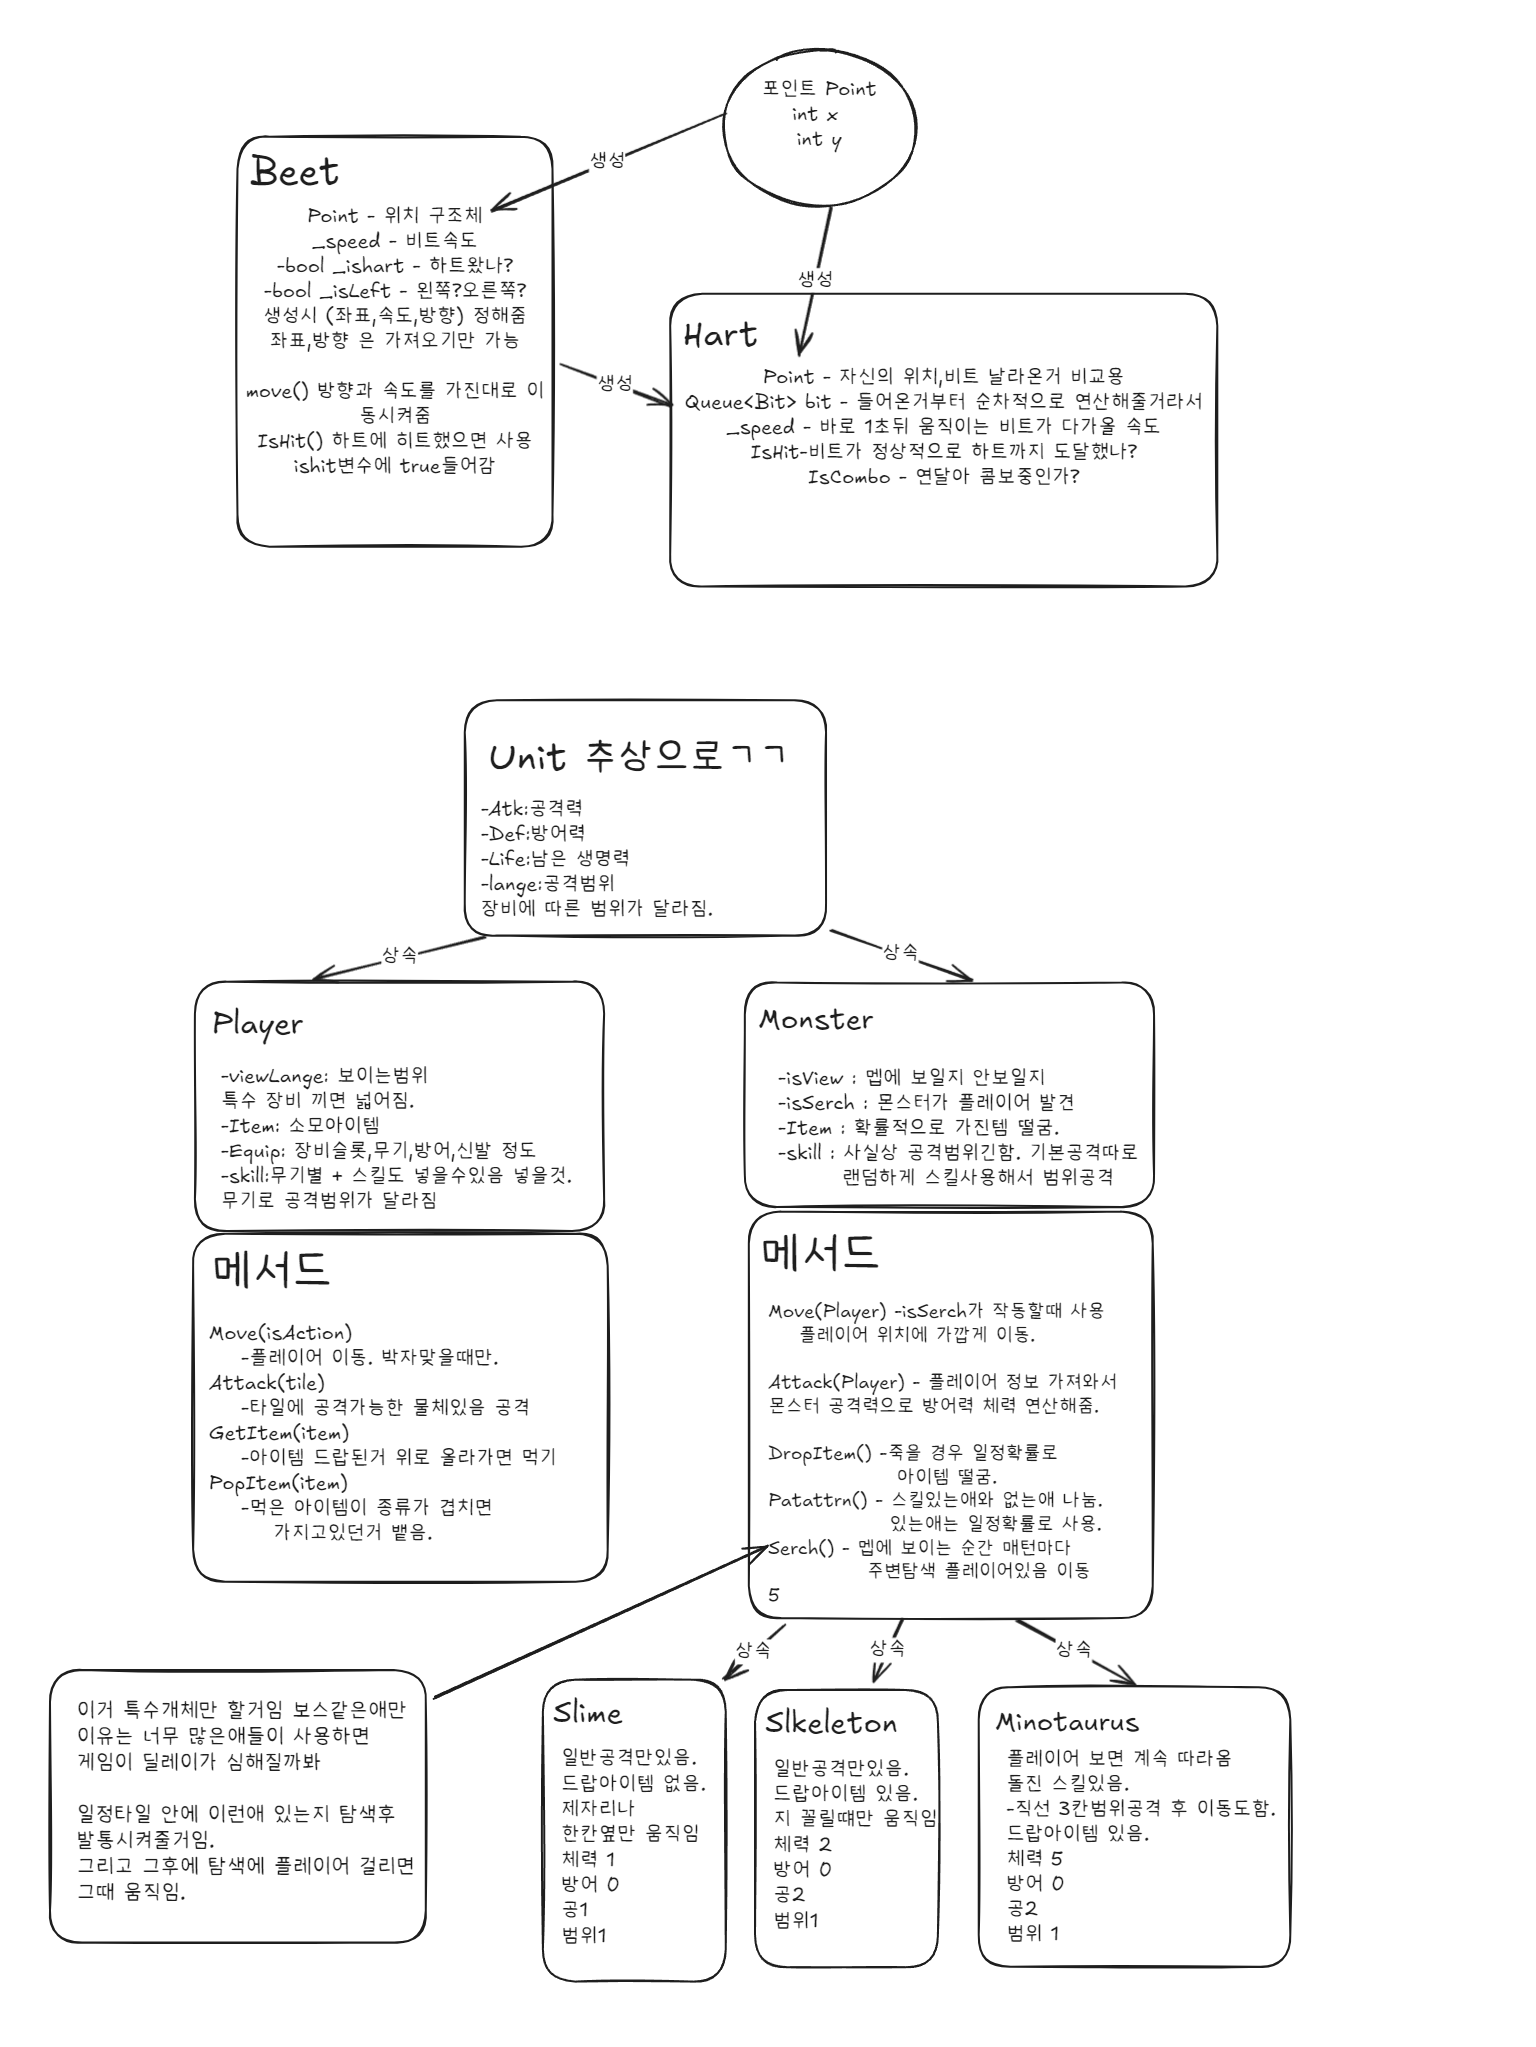 포인트 Point
int x
int y
생성
Beet
Point - 위치 구조체
_speed - 비트속도
-bool _ishart - 하트왔나?
-bool _isLeft - 왼쪽?오른쪽?
생성시 (좌표,속도,방향) 정해줌
좌표,방향 은 가져오기만 가능
move() 방향과 속도를 가진대로 이
동시켜줌
IsHit() 하트에 히트했으면 사용
ishit변수에 true들어감
생성
생성
Hart
Point - 자신의 위치,비트 날라온거 비교용
Queue<Bit> bit - 들어온거부터 순차적으로 연산해줄거라서
_speed - 바로 1초뒤 움직이는 비트가 다가올 속도
IsHit-비트가 정상적으로 하트까지 도달했나?
IsCombo - 연달아 콤보중인가?
Unit 추상으로ㄱㄱ
-Atk:공격력
-Def:방어력
-Life:남은 생명력
-lange:공격범위
장비에 따른 범위가 달라짐.
상속
상속
Player
-viewLange: 보이는범위
특수 장비 끼면 넓어짐.
-Item: 소모아이템
-Equip: 장비슬롯,무기,방어,신발 정도
-skill:무기별 + 스킬도 넣을수있음 넣을것.
무기로 공격범위가 달라짐
메서드
Move(isAction)
-플레이어 이동. 박자맞을때만.
Attack(tile)
-타일에 공격가능한 물체있음 공격
GetItem(item)
-아이템 드랍된거 위로 올라가면 먹기
PopItem(item)
-먹은 아이템이 종류가 겹치면
가지고있던거 뱉음.
Monster
-isView : 멥에 보일지 안보일지
-isSerch : 몬스터가 플레이어 발견
-Item : 확률적으로 가진템 떨굼.
-skill : 사실상 공격범위긴함. 기본공격따로
랜덤하게 스킬사용해서 범위공격
메서드
Move(Player) -isSerch가 작동할때 사용
플레이어 위치에 가깝게 이동.
Attack(Player) - 플레이어 정보 가져와서
몬스터 공격력으로 방어력 체력 연산해줌.
DropItem() -죽을 경우 일정확률로
아이템 떨굼.
Patattrn() - 스킬있는애와 없는애 나눔.
있는애는 일정확률로 사용.
Serch() - 멥에 보이는 순간 매턴마다
주변탐색 플레이어있음 이동
5
상속
상속
상속
이거 특수개체만 할거임 보스같은애만
이유는 너무 많은애들이 사용하면
게임이 딜레이가 심해질까봐
일정타일 안에 이런애 있는지 탐색후
발통시켜줄거임.
그리고 그후에 탐색에 플레이어 걸리면
그때 움직임.
Slime
일반공격만있음.
드랍아이템 없음.
제자리나
한칸옆만 움직임
체력 1
방어 0
공1
범위1
Slkeleton
일반공격만있음.
드랍아이템 있음.
지 꼴릴떄만 움직임
체력 2
방어 0
공2
범위1
Minotaurus
플레이어 보면 계속 따라옴
돌진 스킬있음.
-직선 3칸범위공격 후 이동도함.
드랍아이템 있음.
체력 5
방어 0
공2
범위 1